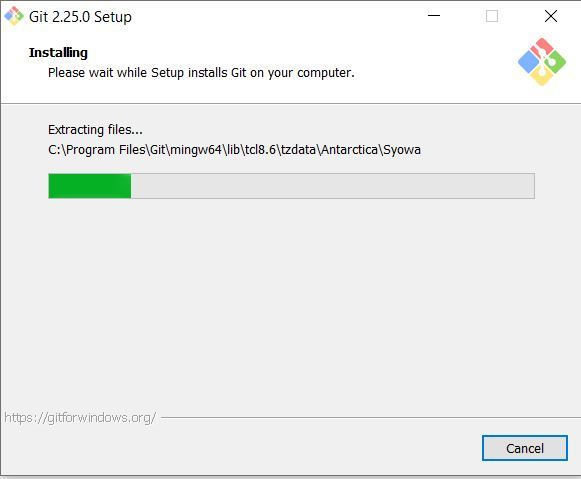 Git 2.25.0 Setup
Installing
Please wait while Setup installs Git on your computer.
Extracting files...
C:\Program Files\Git\mingw64\lib\tcl8.6\tzdata\Antarctica\Syowa
https://gitforwindows.org/
Cancel